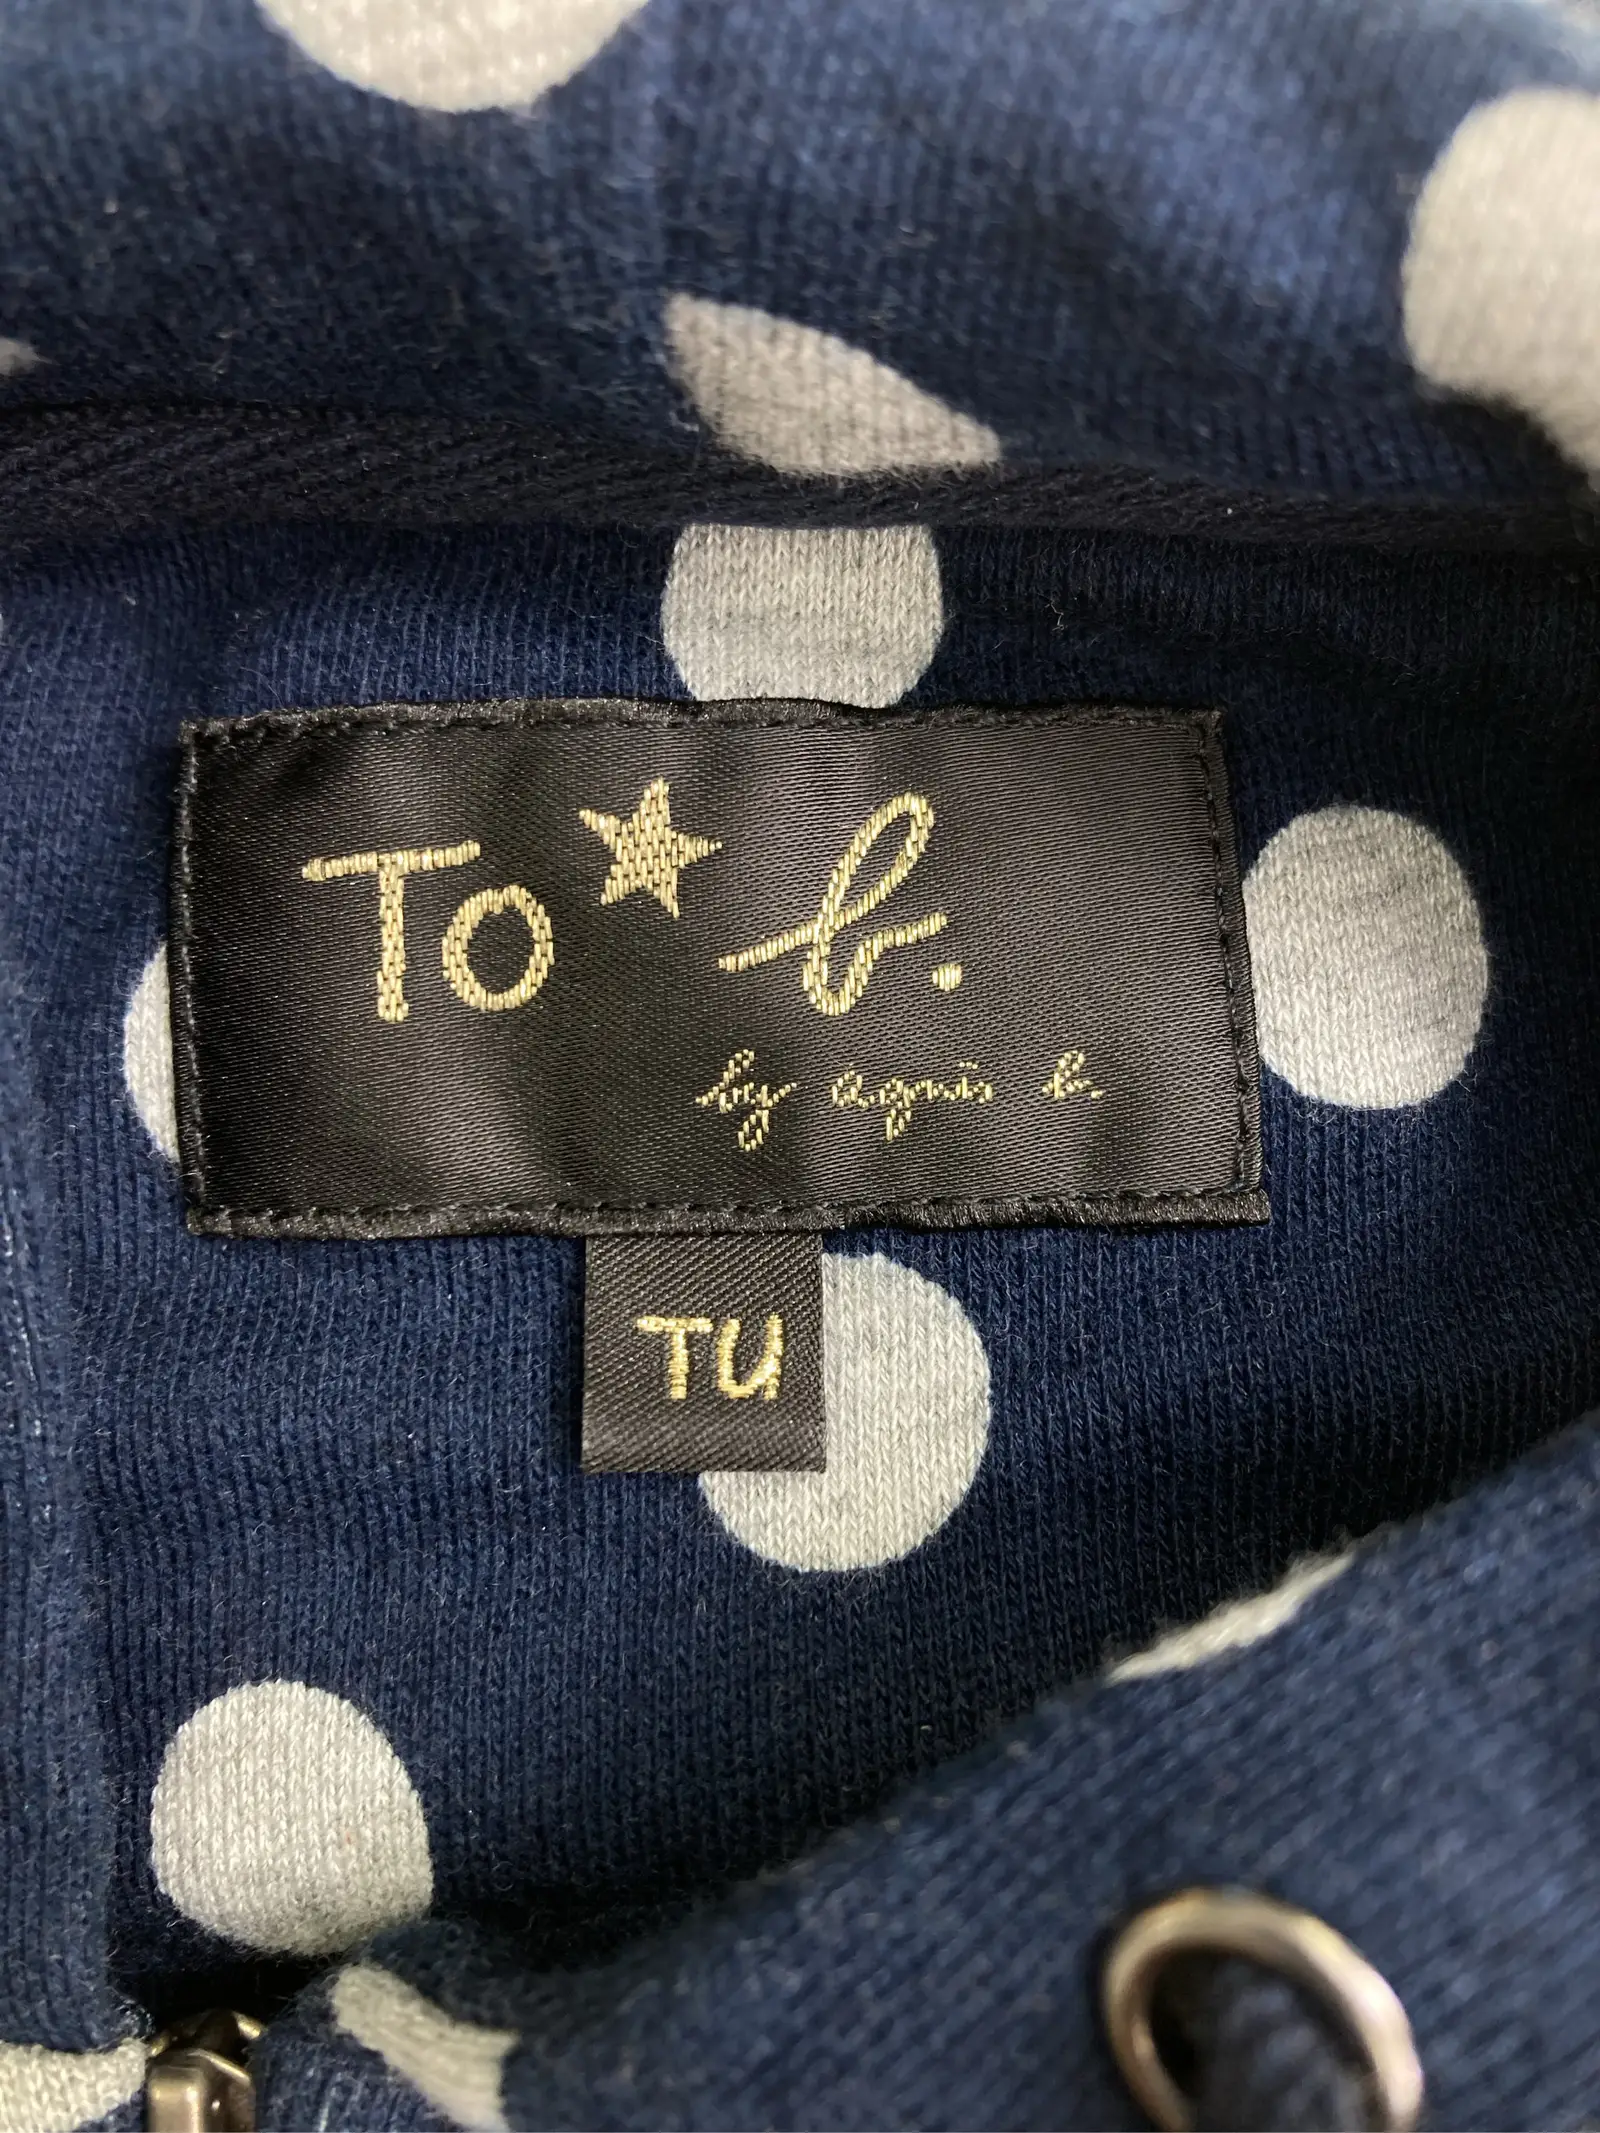 To★b.
by agnès b.
TU